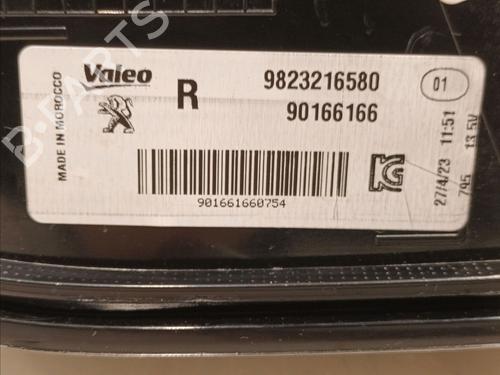 MADE IN MOROCCO
Valeo
R
9823216580
90166166
01
901661660754
27/4/23 11:51
795 13.5V
B-PARTS